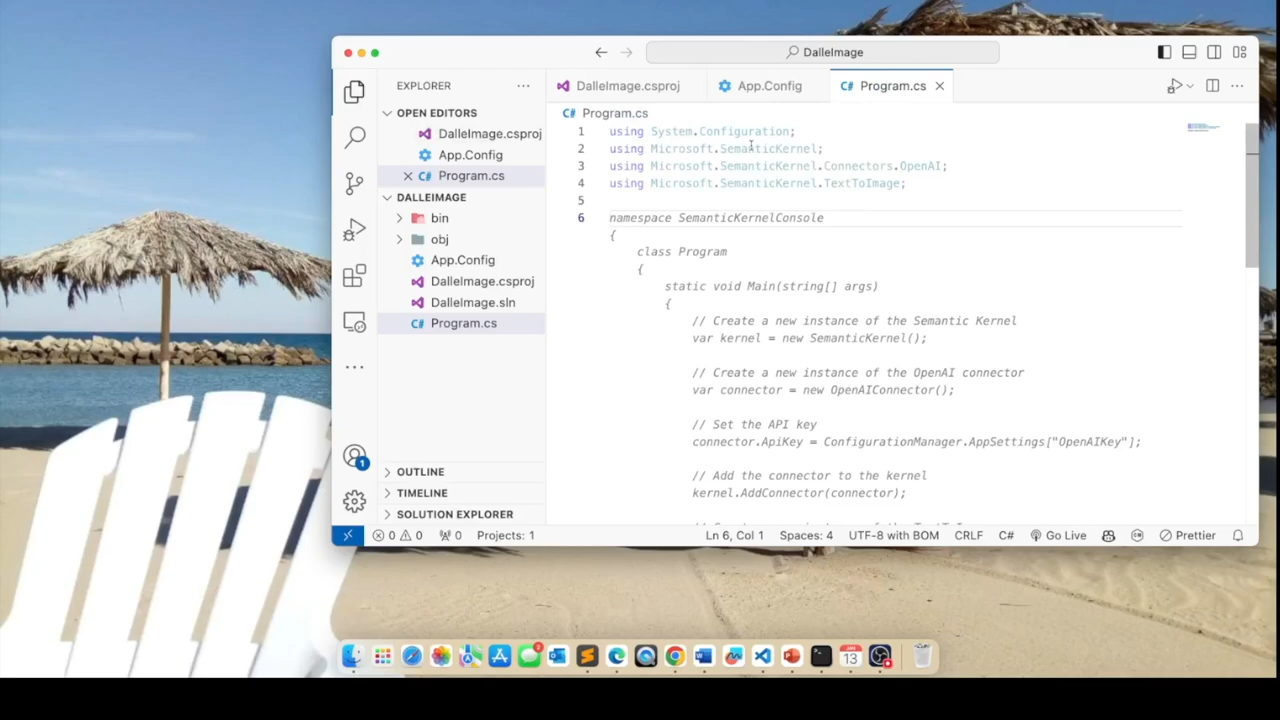 DalleImage
EXPLORER
DalleImage.csproj
App.Config
C# Program.cs
OPEN EDITORS
DalleImage.csproj
App.Config
C# Program.cs
DALLEIMAGE
bin
obj
App.Config
DalleImage.csproj
DalleImage.sln
C# Program.cs
OUTLINE
TIMELINE
SOLUTION EXPLORER
C# Program.cs
1 using System.Configuration;
2 using Microsoft.SemanticKernel;
3 using Microsoft.SemanticKernel.Connectors.OpenAI;
4 using Microsoft.SemanticKernel.TextToImage;
5
6 namespace SemanticKernelConsole
{
class Program
{
static void Main(string[] args)
{
// Create a new instance of the Semantic Kernel
var kernel = new SemanticKernel();
// Create a new instance of the OpenAI connector
var connector = new OpenAIConnector();
// Set the API key
connector.ApiKey = ConfigurationManager.AppSettings["OpenAIKey"];
// Add the connector to the kernel
kernel.AddConnector(connector);
1
0 0 0 Projects: 1 Ln 6, Col 1 Spaces: 4 UTF-8 with BOM CRLF C# Go Live Prettier
JAN
13